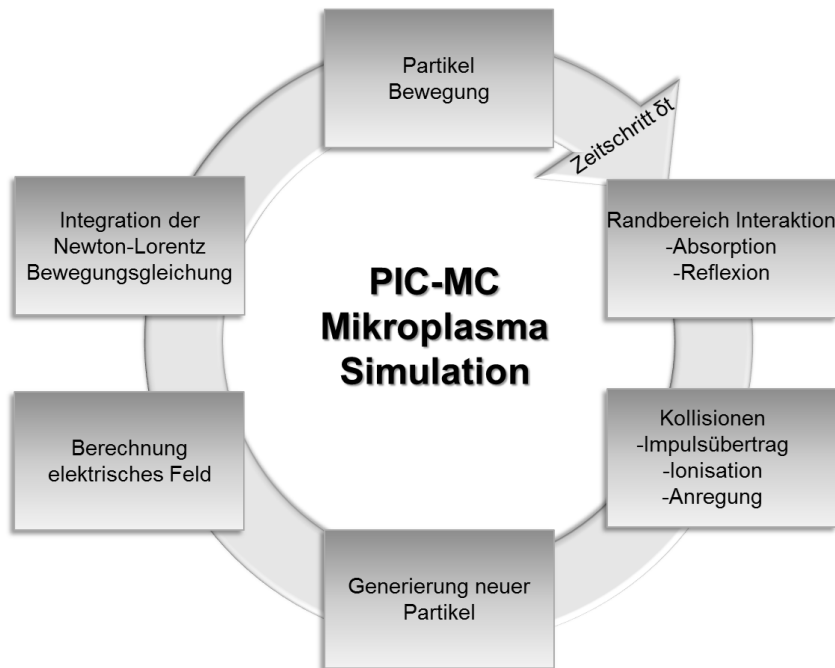 Partikel
Bewegung
Zeitschritt δt
Randbereich Interaktion
-Absorption
-Reflexion
Kollisionen
-Impulsübertrag
-Ionisation
-Anregung
Generierung neuer
Partikel
Berechnung
elektrisches Feld
Integration der
Newton-Lorentz
Bewegungsgleichung
PIC-MC
Mikroplasma
Simulation